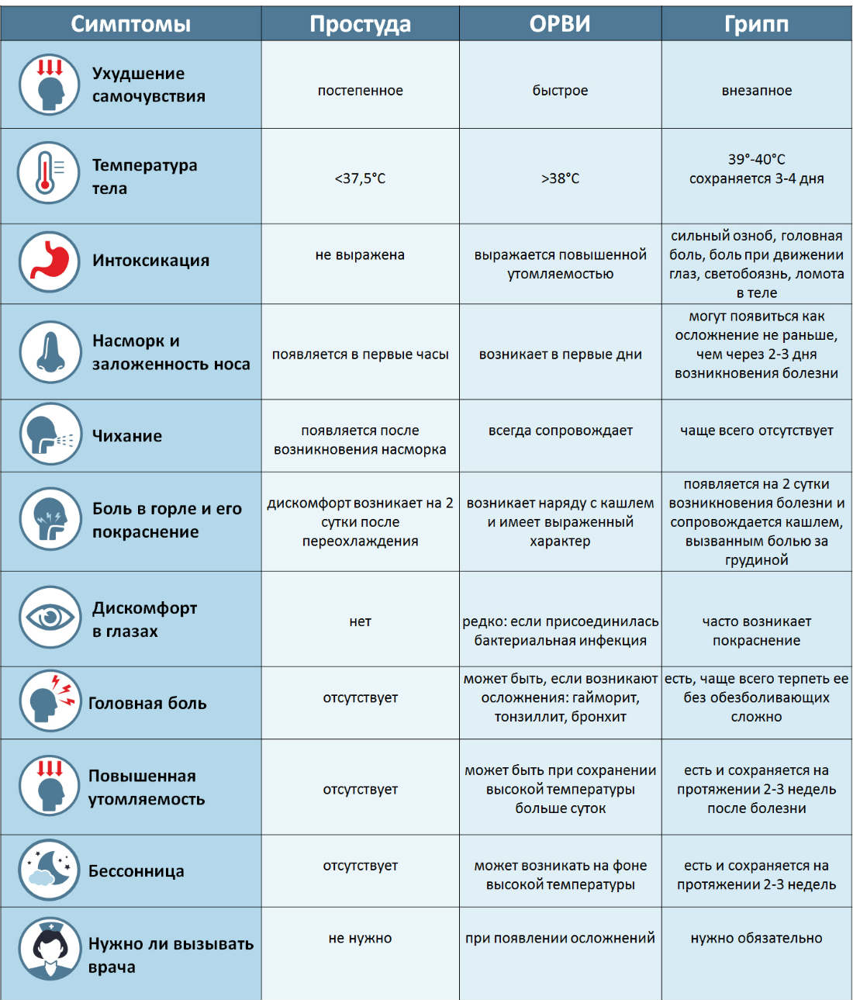 Симптомы
Простуда
ОРВИ
Грипп
Ухудшение
самочувствия
постепенное
быстрое
внезапное
Температура
тела
<37,5°C
>38°C
39°-40°C
сохраняется 3-4 дня
Интоксикация
не выражена
выражается повышенной
утомляемостью
сильный озноб, головная
боль, боль при движении
глаз, светобоязнь, ломота
в теле
Насморк и
заложенность носа
появляется в первые часы
возникает в первые дни
могут появиться как
осложнение не раньше,
чем через 2-3 дня
возникновения болезни
Чихание
появляется после
возникновения насморка
всегда сопровождает
чаще всего отсутствует
Боль в горле и его
покраснение
дискомфорт возникает на 2
сутки после
переохлаждения
возникает наряду с кашлем
и имеет выраженный
характер
появляется на 2 сутки
возникновения болезни и
сопровождается кашлем,
вызванным болью за
грудиной
Дискомфорт
в глазах
нет
редко: если присоединилась
бактериальная инфекция
часто возникает
покраснение
Головная боль
отсутствует
может быть, если возникают
осложнения: гайморит,
тонзиллит, бронхит
есть, чаще всего терпеть ее
без обезболивающих
сложно
Повышенная
утомляемость
отсутствует
может быть при сохранении
высокой температуры
больше суток
есть и сохраняется на
протяжении 2-3 недель
после болезни
Бессонница
отсутствует
может возникать на фоне
высокой температуры
есть и сохраняется на
протяжении 2-3 недель
Нужно ли вызывать
врача
не нужно
при появлении осложнений
нужно обязательно